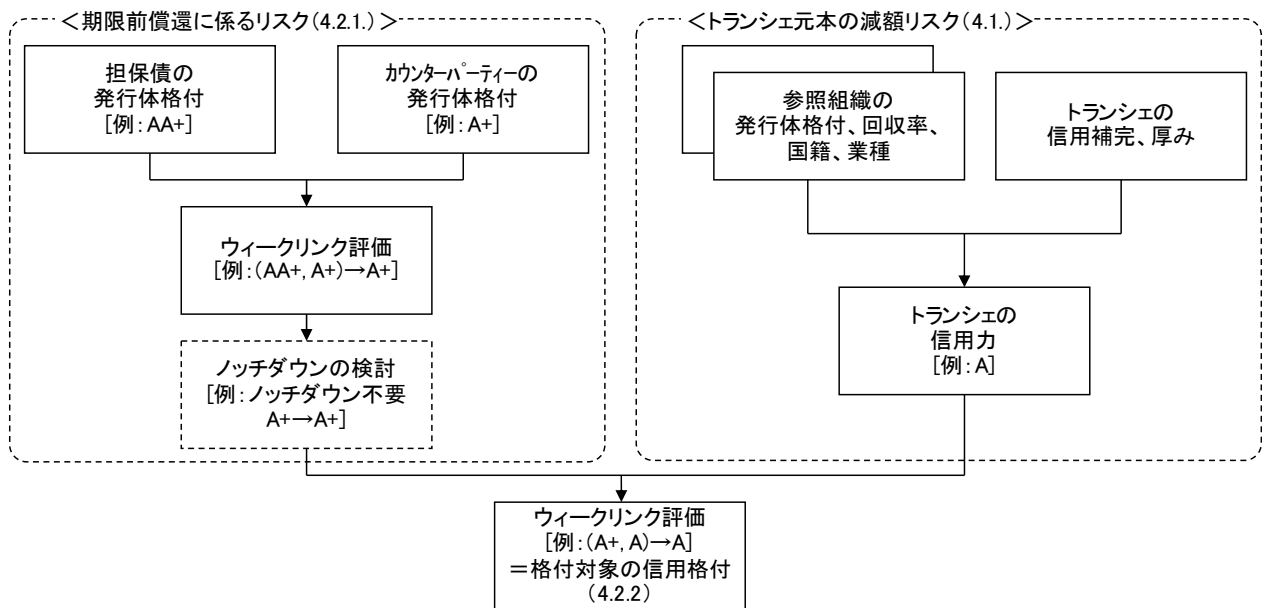 ＜期限前償還に係るリスク(4.2.1.)＞
担保債の
発行体格付
[例:AA+]
ｶｳﾝﾀｰﾊﾟｰﾃｨｰの
発行体格付
[例:A+]
ウィークリンク評価
[例:(AA+, A+)→A+]
ノッチダウンの検討
[例:ノッチダウン不要
A+→A+]
＜トランシェ元本の減額リスク(4.1.)＞
参照組織の
発行体格付、回収率、
国籍、業種
トランシェの
信用補完、厚み
トランシェの
信用力
[例:A]
ウィークリンク評価
[例:(A+, A)→A]
＝格付対象の信用格付
(4.2.2)